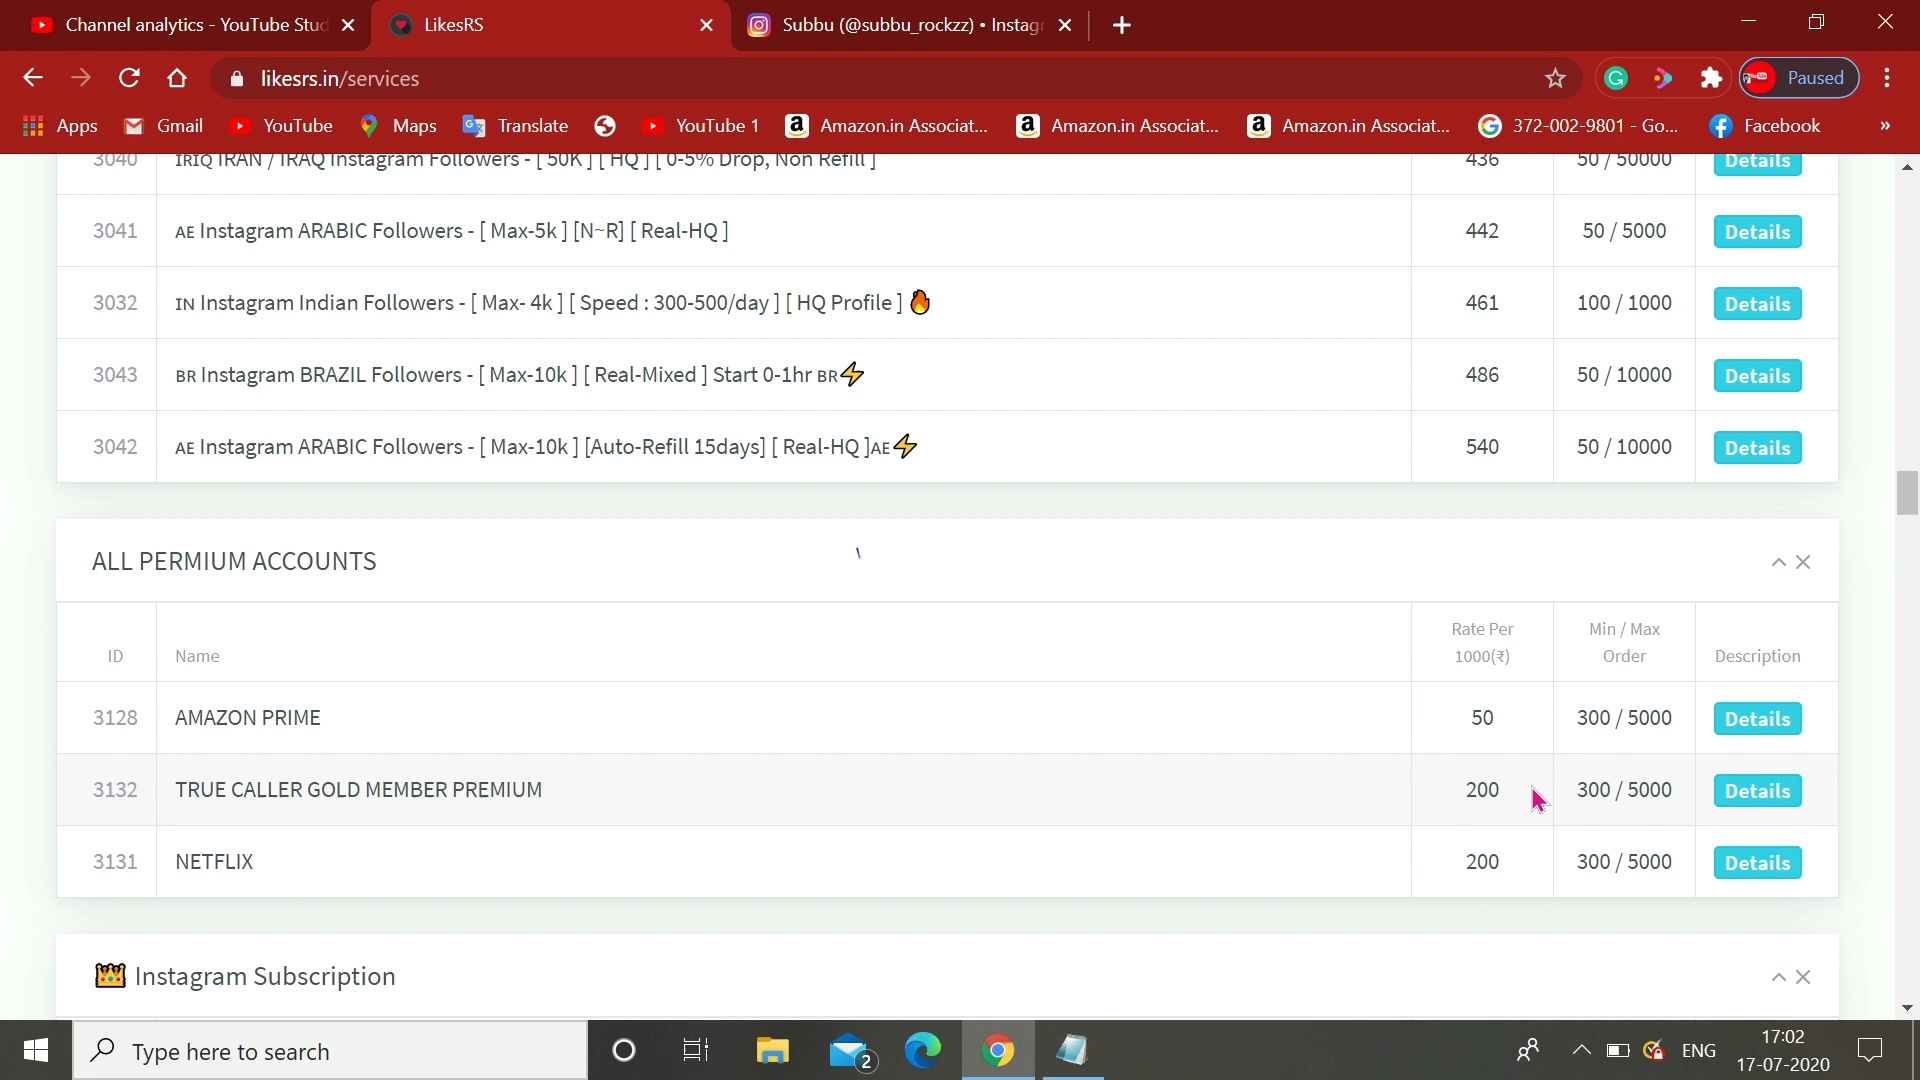 Channel analytics - YouTube Stud
LikesRS
Subbu (@subbu_rockzz) • Instagr
likesrs.in/services
Paused
Apps
Gmail
YouTube
Maps
Translate
YouTube 1
Amazon.in Associat...
Amazon.in Associat...
Amazon.in Associat...
372-002-9801 - Go...
Facebook
»
3040 IRIQ IRAN / IRAQ Instagram Followers - [ 50K ] [ HQ ] [ 0-5% Drop, Non Refill ] 436 50 / 50000 Details
3041 AE Instagram ARABIC Followers - [ Max-5k ] [N~R] [ Real-HQ ] 442 50 / 5000 Details
3032 IN Instagram Indian Followers - [ Max- 4k ] [ Speed : 300-500/day ] [ HQ Profile ] 🔥 461 100 / 1000 Details
3043 BR Instagram BRAZIL Followers - [ Max-10k ] [ Real-Mixed ] Start 0-1hr BR⚡ 486 50 / 10000 Details
3042 AE Instagram ARABIC Followers - [ Max-10k ] [Auto-Refill 15days] [ Real-HQ ]AE⚡ 540 50 / 10000 Details
ALL PERMIUM ACCOUNTS
Rate Per Min / Max
ID Name 1000(₹) Order Description
3128 AMAZON PRIME 50 300 / 5000 Details
3132 TRUE CALLER GOLD MEMBER PREMIUM 200 300 / 5000 Details
3131 NETFLIX 200 300 / 5000 Details
👑 Instagram Subscription
Type here to search
2
ENG
17:02
17-07-2020